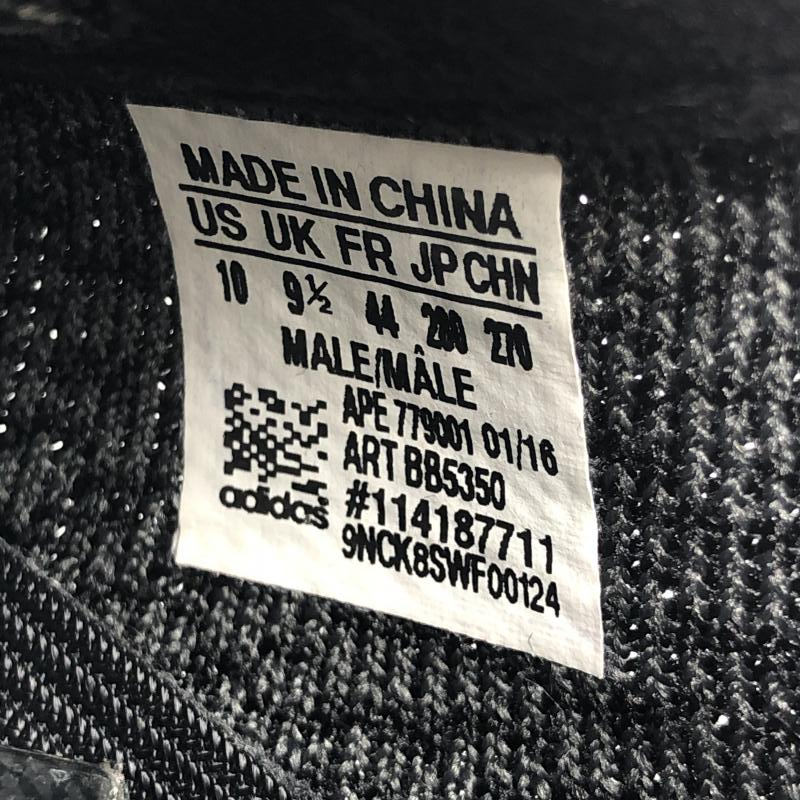 MADE IN CHINA
US UK FR JP CHN
10 9½ 44 280 270
MALE/MÂLE
APE 779001 01/16
ART BB5350
#114187711
9NCK8SWF00124
adidas